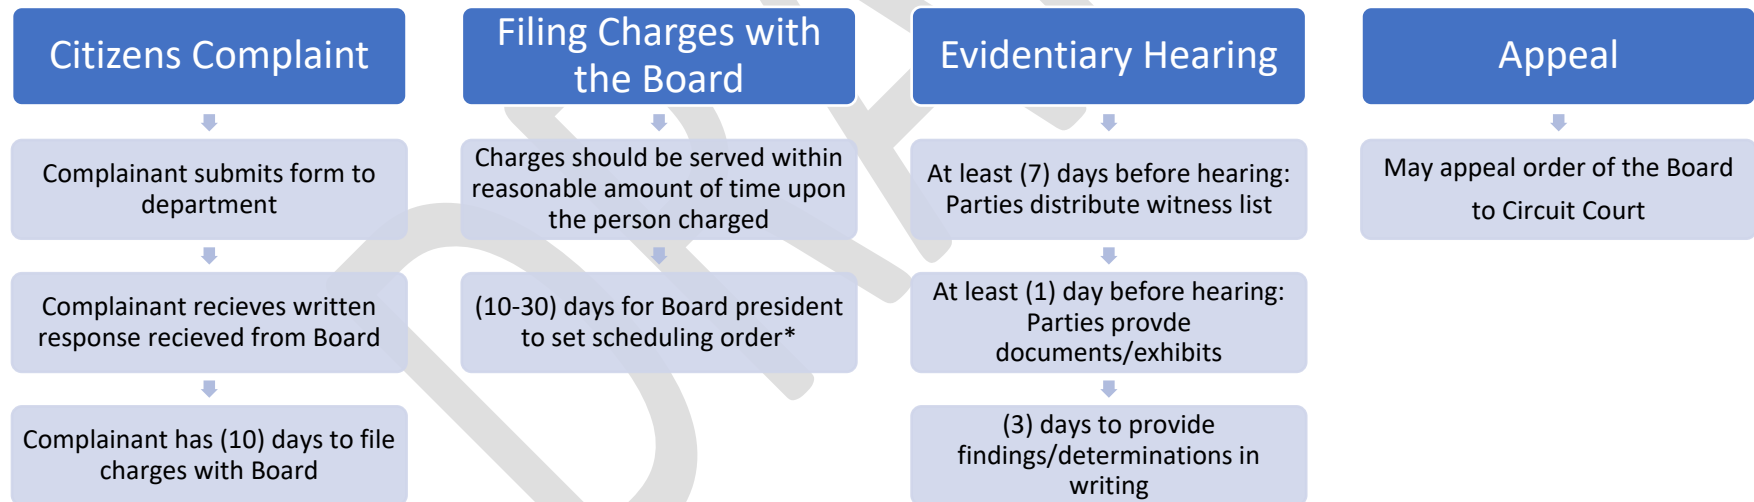 Citizens Complaint
Complainant submits form to
department
Complainant recieves written
response recieved from Board
Complainant has (10) days to file
charges with Board
Filing Charges with
the Board
Charges should be served within
reasonable amount of time upon
the person charged
(10-30) days for Board president
to set scheduling order*
Evidentiary Hearing
At least (7) days before hearing:
Parties distribute witness list
At least (1) day before hearing:
Parties provde
documents/exhibits
(3) days to provide
findings/determinations in
writing
Appeal
May appeal order of the Board
to Circuit Court